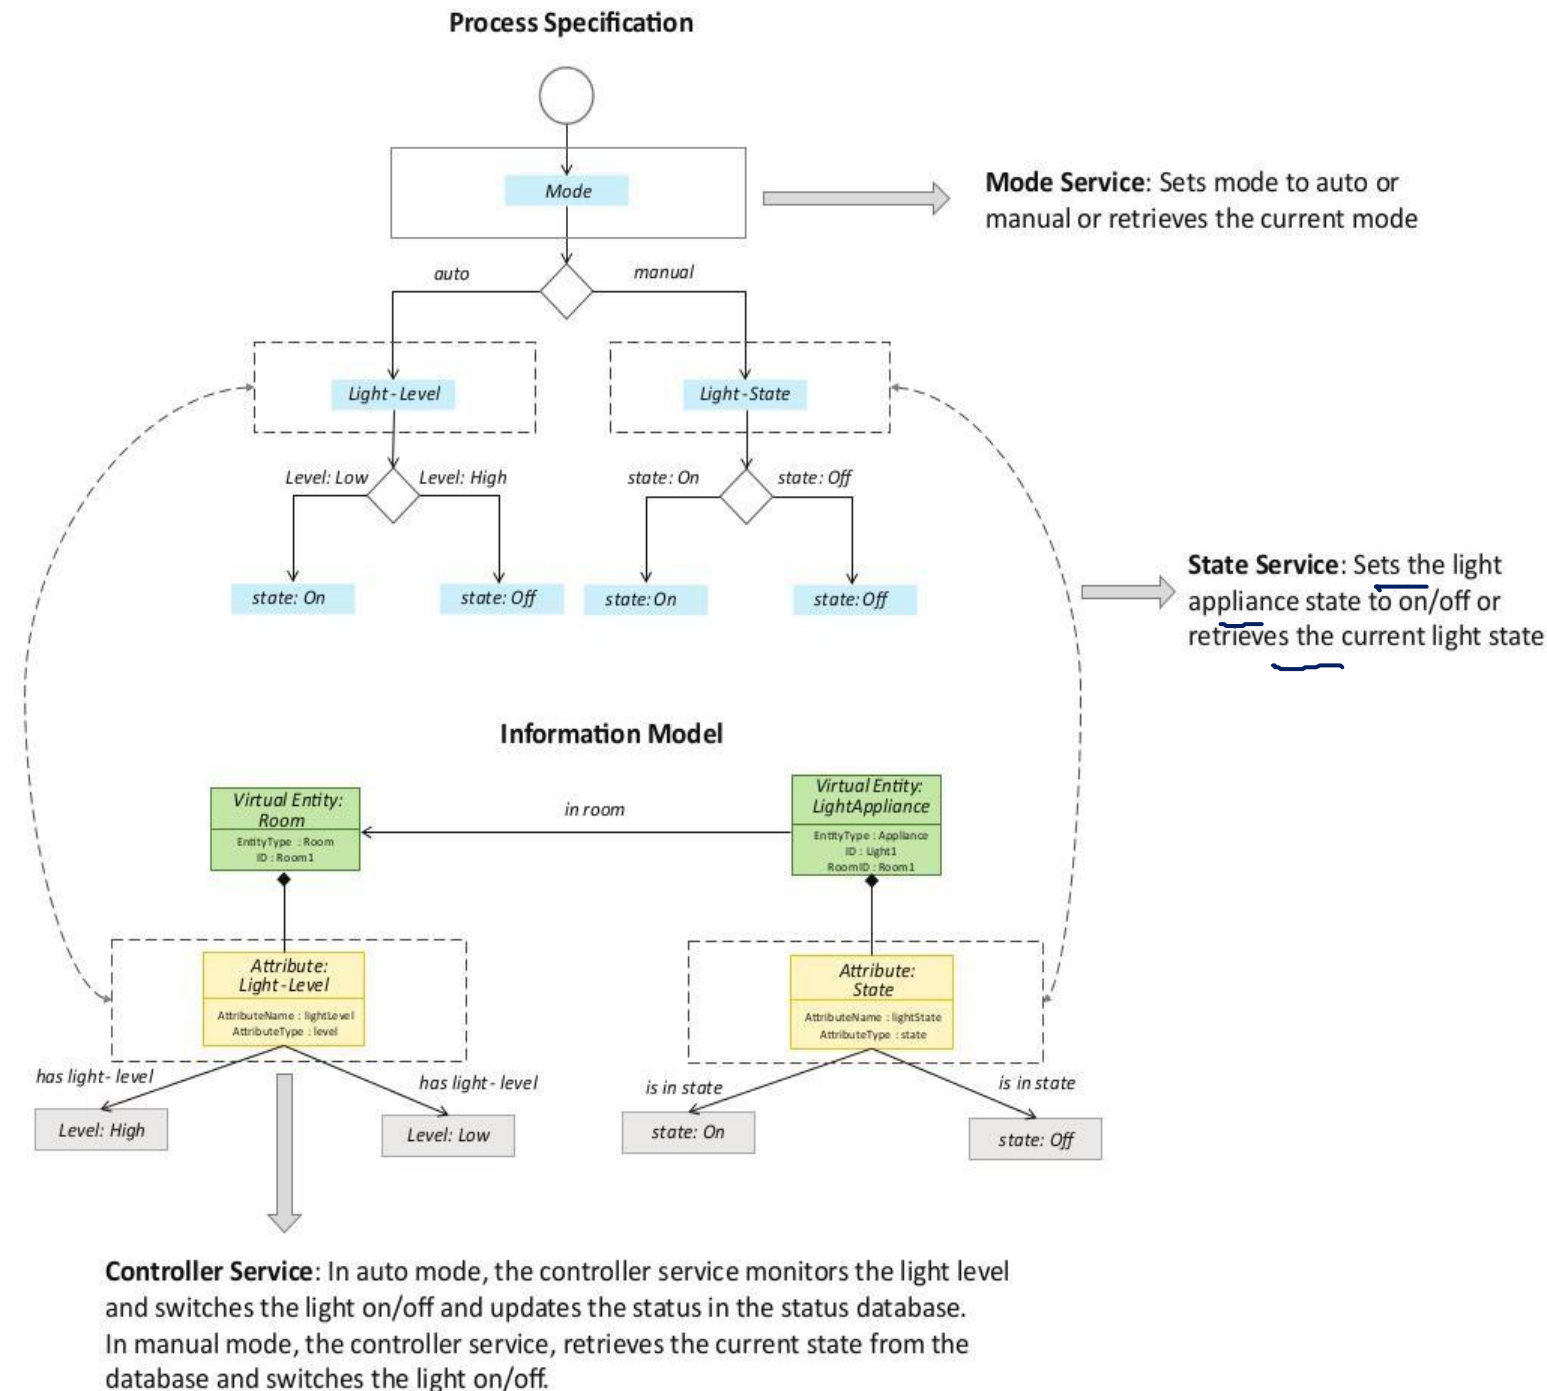 Process Specification
Mode
Mode Service: Sets mode to auto or
manual or retrieves the current mode
auto
manual
Light-Level
Light-State
Level: Low
Level: High
state: On
state: Off
state: On
state: Off
state: On
state: Off
State Service: Sets the light
appliance state to on/off or
retrieves the current light state
Information Model
Virtual Entity:
Room
EntityType : Room
ID : Room1
in room
Virtual Entity:
LightAppliance
EntityType : Appliance
ID : Light1
RoomID : Room1
Attribute:
Light-Level
AttributeName : lightLevel
AttributeType : level
Attribute:
State
AttributeName : lightState
AttributeType : state
has light-level
has light-level
is in state
is in state
Level: High
Level: Low
state: On
state: Off
Controller Service: In auto mode, the controller service monitors the light level
and switches the light on/off and updates the status in the status database.
In manual mode, the controller service, retrieves the current state from the
database and switches the light on/off.